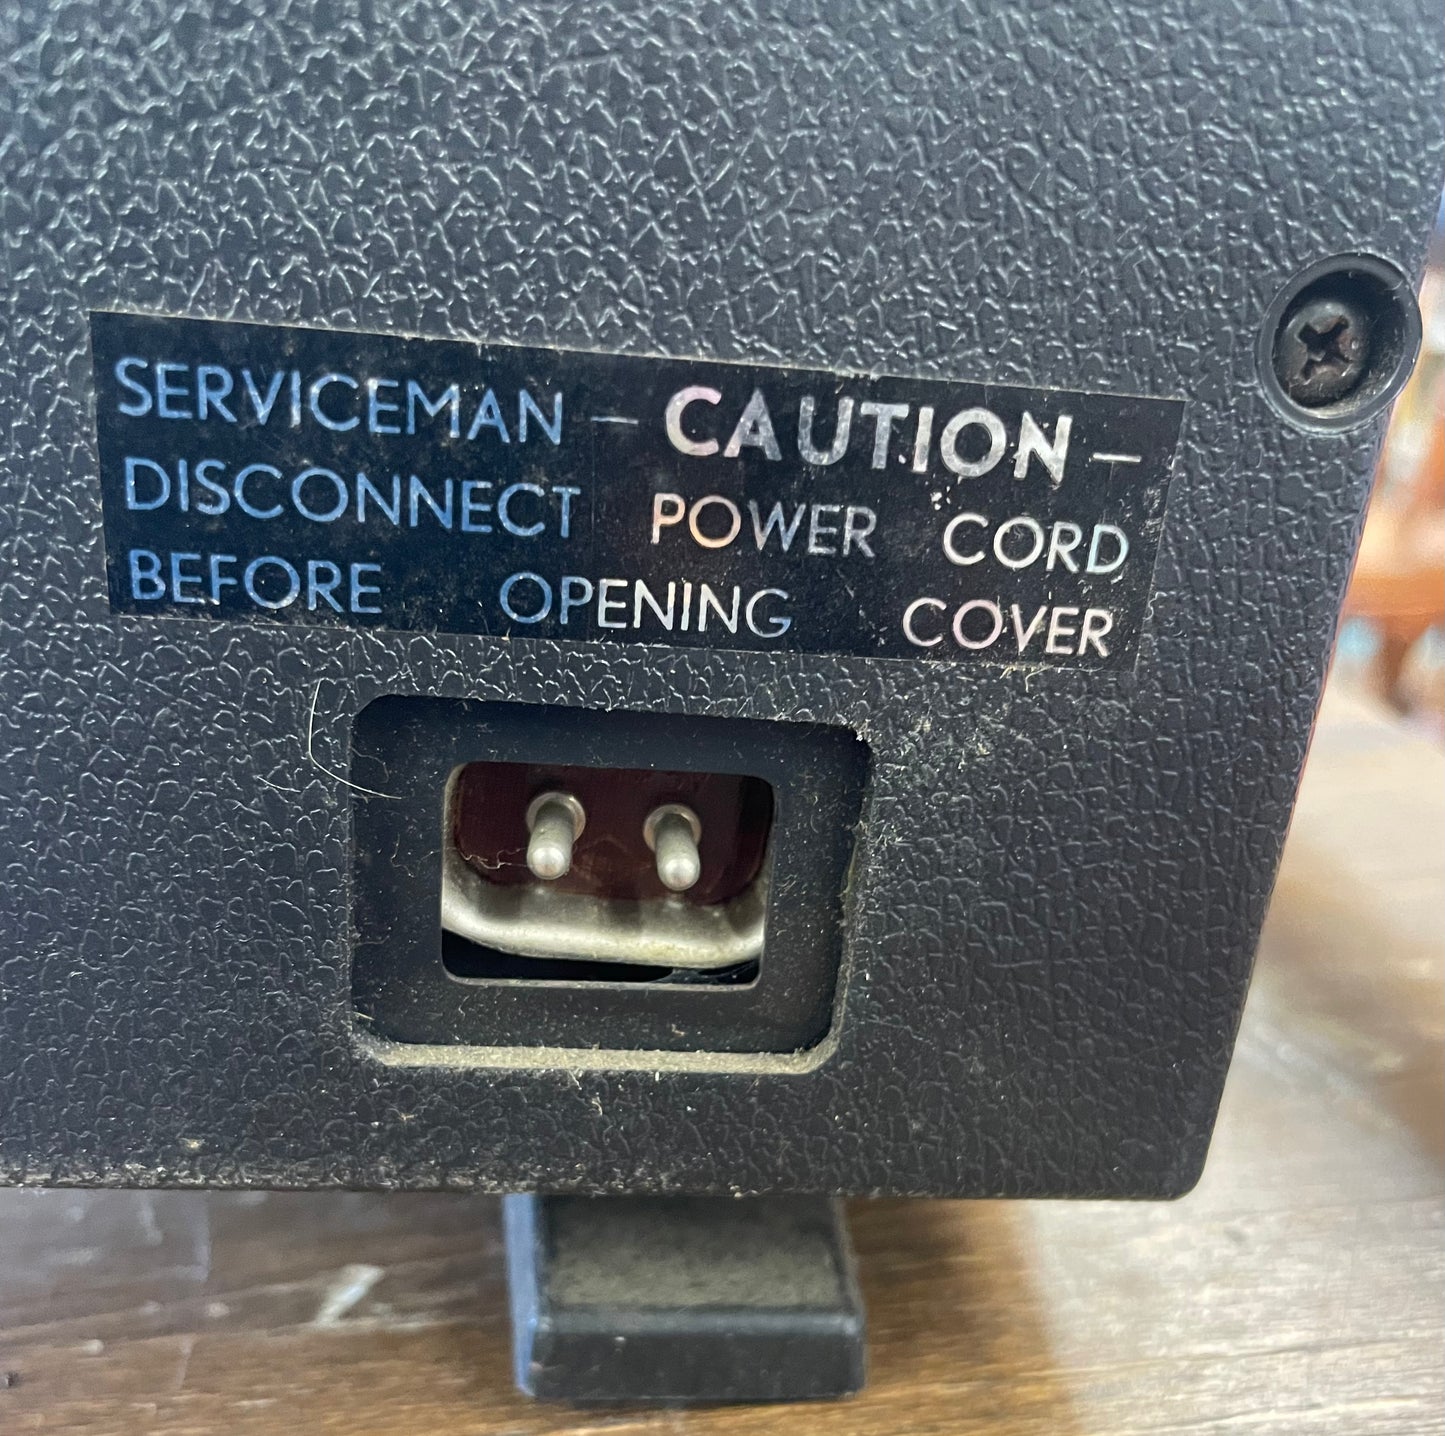 SERVICEMAN – CAUTION –
DISCONNECT POWER CORD
BEFORE OPENING COVER